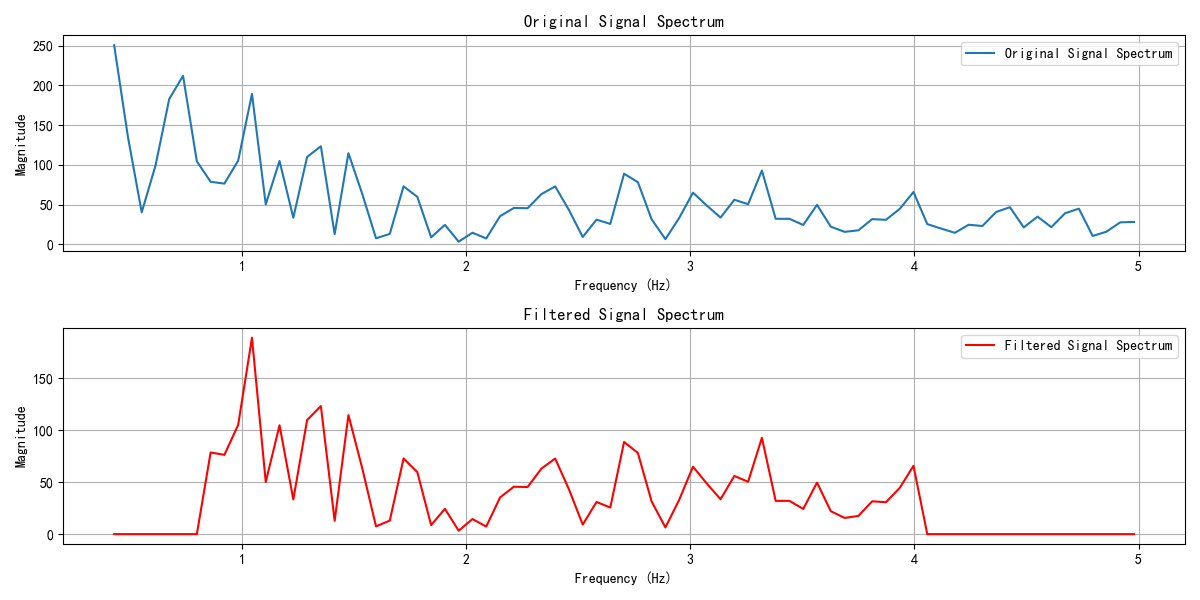 Original Signal Spectrum
Original Signal Spectrum
250
200
150
100
50
0
Magnitude
1 2 3 4 5
Frequency (Hz)
Filtered Signal Spectrum
Filtered Signal Spectrum
150
100
50
0
Magnitude
1 2 3 4 5
Frequency (Hz)